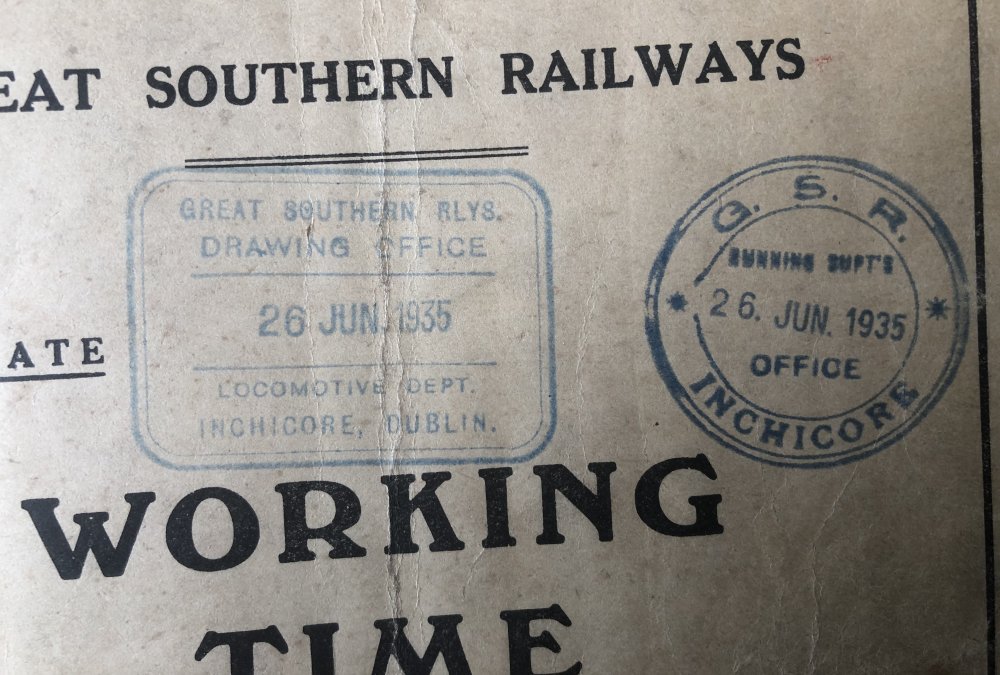 EAT SOUTHERN RAILWAYS
GREAT SOUTHERN RLYS.
DRAWING OFFICE
26 JUN. 1935
LOCOMOTIVE DEPT.
INCHICORE, DUBLIN.
G. S. R.
RUNNING SUPT'S
26. JUN. 1935
OFFICE
INCHICORE
ATE
WORKING
TIME